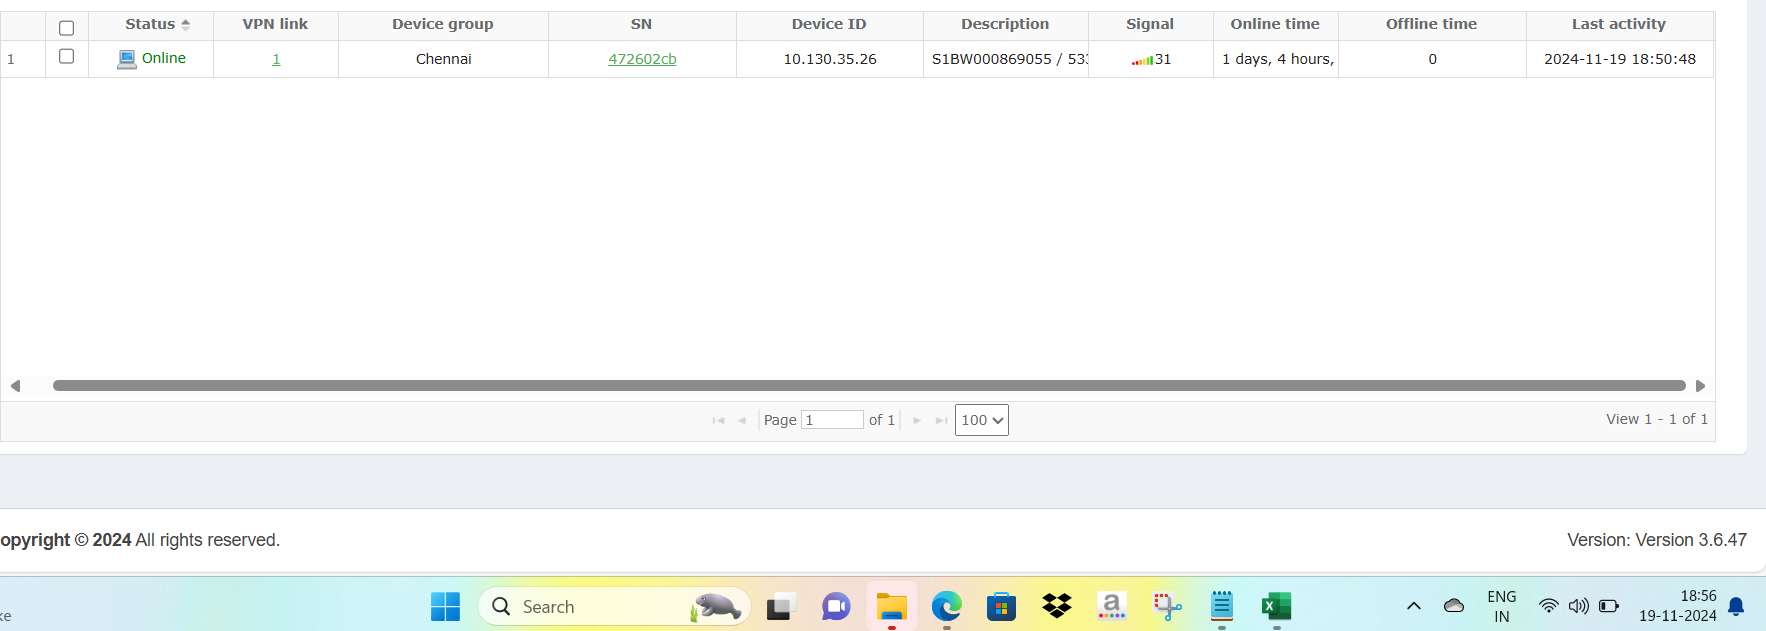 Status VPN link Device group SN Device ID Description Signal Online time Offline time Last activity
1 Online 1 Chennai 472602cb 10.130.35.26 S1BW000869055 / 53 31 1 days, 4 hours, 0 2024-11-19 18:50:48
Page 1 of 1 100 View 1 - 1 of 1
opyright © 2024 All rights reserved. Version: Version 3.6.47
ke Search a X ENG 18:56
IN 19-11-2024